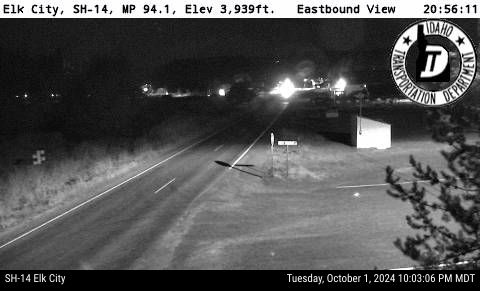 Elk City, SH-14, MP 94.1, Elev 3,939ft.   Eastbound View    20:56:11
IDAHO
TRANSPORTATION DEPARTMENT
SH-14 Elk City    Tuesday, October 1, 2024 10:03:06 PM MDT